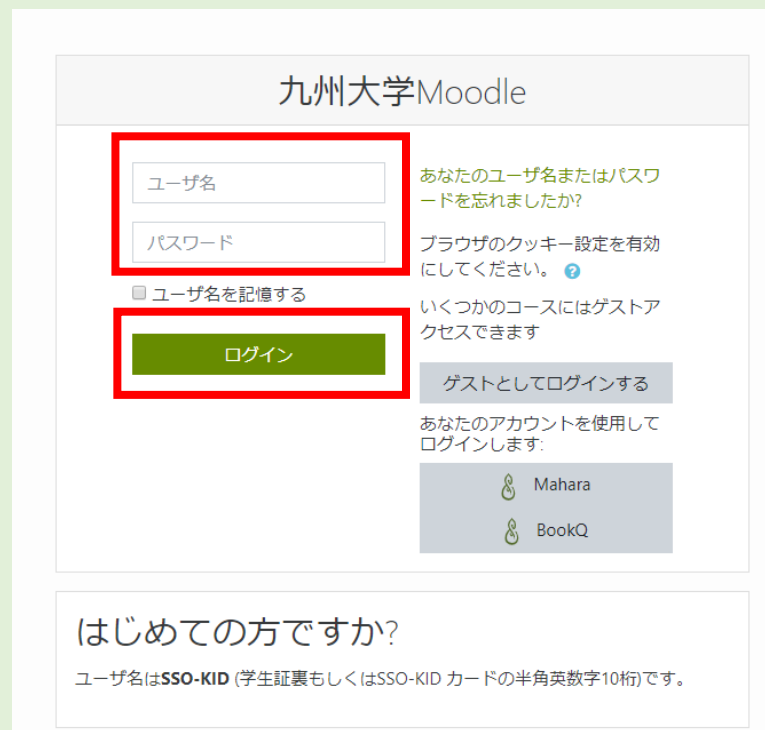 九州大学Moodle
ユーザ名
パスワード
ユーザ名を記憶する
ログイン
あなたのユーザ名またはパスワ
ードを忘れましたか?
ブラウザのクッキー設定を有効
にしてください。 ?
いくつかのコースにはゲストア
クセスできます
ゲストとしてログインする
あなたのアカウントを使用して
ログインします:
Mahara
BookQ
はじめての方ですか?
ユーザ名はSSO-KID (学生証裏もしくはSSO-KID カードの半角英数字10桁)です。